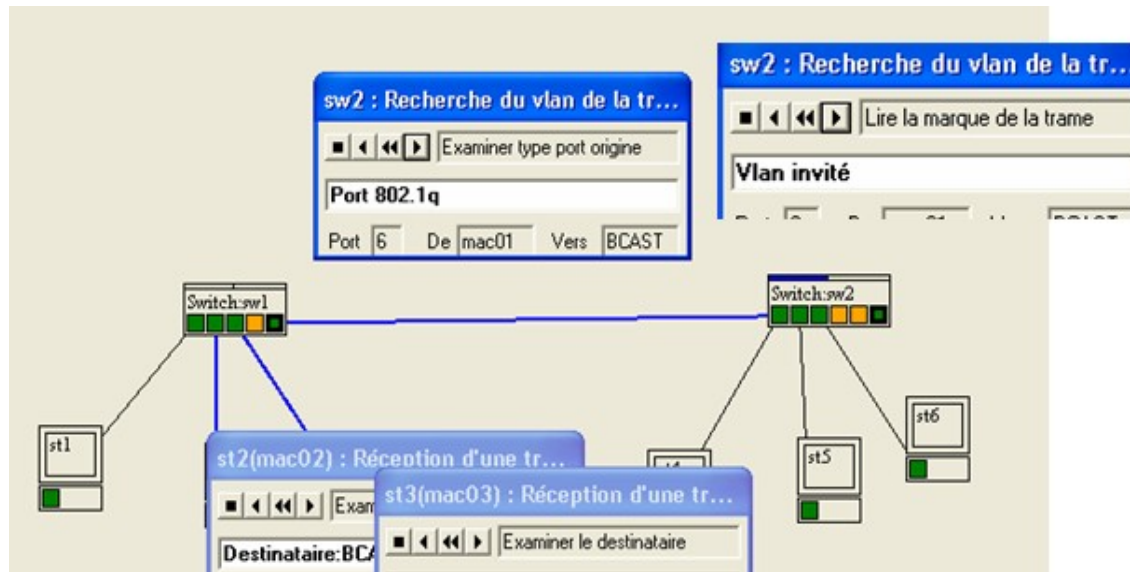 sw2 : Recherche du vlan de la tr...
Examiner type port origine
Port 802.1q
Port 6 De mac01 Vers BCAST
sw2 : Recherche du vlan de la tr...
Lire la marque de la trame
Vlan invité
Switch:sw1
Switch:sw2
st1
st5
st6
st2(mac02) : Réception d'une tr...
Exam
Destinataire:BCA
st3(mac03) : Réception d'une tr...
Examiner le destinataire